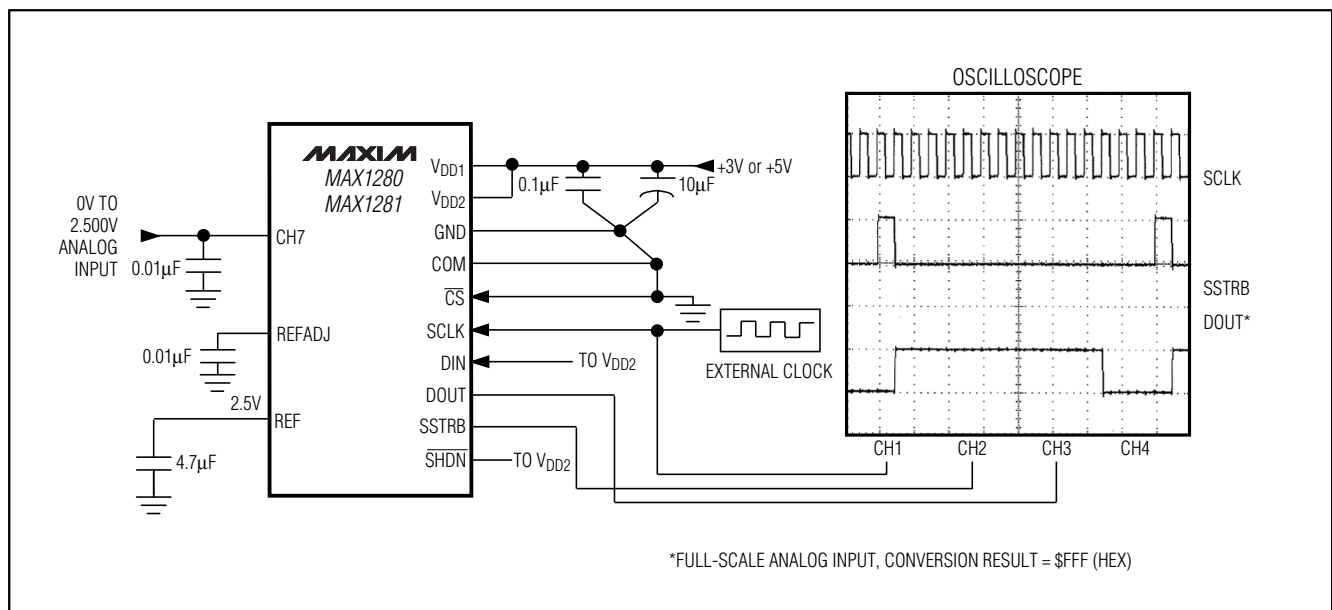 OSCILLOSCOPE
MAXIM
MAX1280
MAX1281
0V TO
2.500V
ANALOG
INPUT
0.01µF
CH7
REFADJ
0.01µF
2.5V
REF
4.7µF
VDD1
VDD2
GND
COM
CS
SCLK
DIN
DOUT
SSTRB
SHDN
0.1µF
10µF
+3V or +5V
EXTERNAL CLOCK
TO VDD2
TO VDD2
SCLK
SSTRB
DOUT*
CH1
CH2
CH3
CH4
*FULL-SCALE ANALOG INPUT, CONVERSION RESULT = $FFF (HEX)